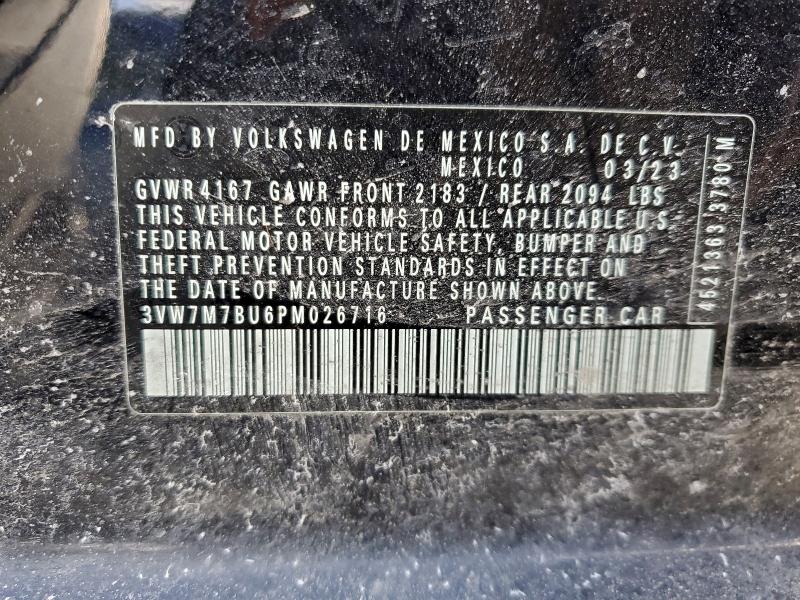 MFD BY VOLKSWAGEN DE MEXICO S.A. DE C.V.
MEXICO 03/23
GVWR 4167 GAWR FRONT 2183 / REAR 2094 LBS
THIS VEHICLE CONFORMS TO ALL APPLICABLE U.S.
FEDERAL MOTOR VEHICLE SAFETY, BUMPER AND
THEFT PREVENTION STANDARDS IN EFFECT ON
THE DATE OF MANUFACTURE SHOWN ABOVE.
3VW7M7BU6PM026716 PASSENGER CAR
4521363 3780 M